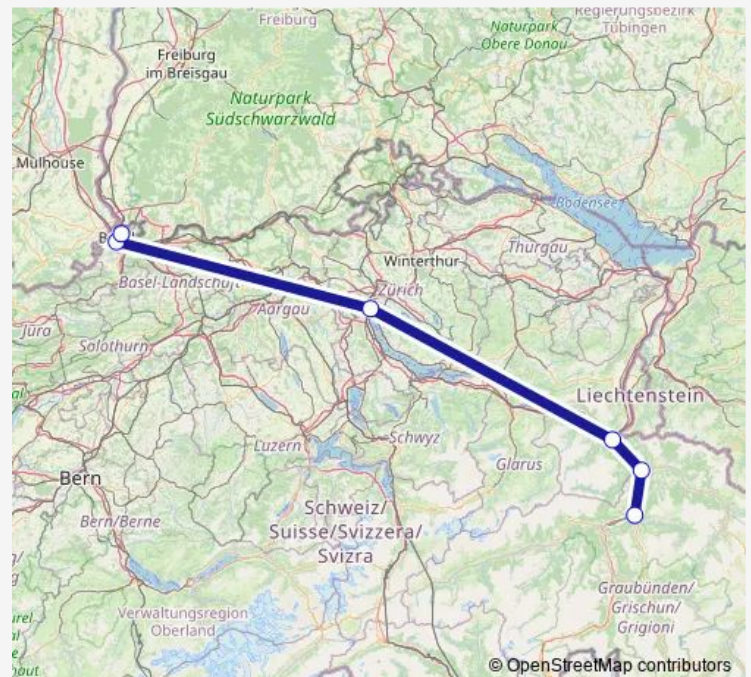 Regierungsbezirk
Tübingen
Freiburg
Naturpark
Obere Donau
Freiburg
im Breisgau
Naturpark
Südschwarzwald
Mulhouse
Bodensee
Thurgau
Winterthur
Basel-Landschaft
Zürich
Aargau
Jura
Solothurn
Liechtenstein
Luzern
Schwyz
Glarus
Bern
Bern/Berne
Schweiz/
Suisse/Svizzera/
Svizra
Graubünden/
Grischun/
Grigioni
Verwaltungsregion
Oberland
© OpenStreetMap contributors